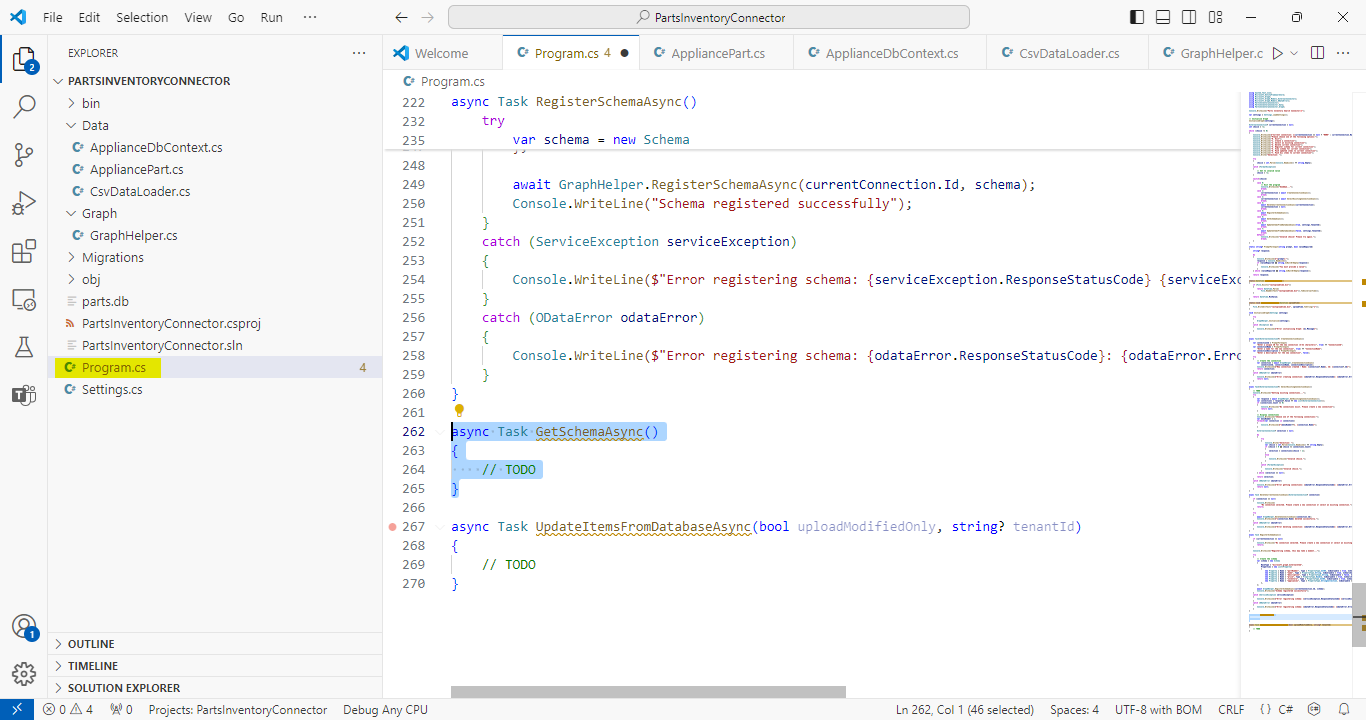 File Edit Selection View Go Run ···
PartsInventoryConnector
EXPLORER ···
PARTSINVENTORYCONNECTOR
bin
Data
C# ApplianceDbContext.cs
C# AppliancePart.cs
C# CsvDataLoader.cs
Graph
C# GraphHelper.cs
Migrations
obj
parts.db
PartsInventoryConnector.csproj
PartsInventoryConnector.sln
C# Program.cs 4
C# Settings.cs
OUTLINE
TIMELINE
SOLUTION EXPLORER
2
1
Welcome
C# Program.cs 4
C# AppliancePart.cs
C# ApplianceDbContext.cs
C# CsvDataLoader.cs
C# GraphHelper.c
C# Program.cs
222 async Task RegisterSchemaAsync()
232 try
235 var schema = new Schema
248
249 await GraphHelper.RegisterSchemaAsync(currentConnection.Id, schema);
250 Console.WriteLine("Schema registered successfully");
251 }
252 catch (ServiceException serviceException)
253 {
254 Console.WriteLine($"Error registering schema: {serviceException.ResponseStatusCode} {serviceExc
255 }
256 catch (ODataError odataError)
257 {
258 Console.WriteLine($"Error registering schema: {odataError.ResponseStatusCode}: {odataError.Erro
259 }
260 }
261
262 async Task GetSchemaAsync()
263 {
264 // TODO
265 }
266
267 async Task UpdateItemsFromDatabaseAsync(bool uploadModifiedOnly, string? tenantId)
268 {
269 // TODO
270 }
0 4 0 Projects: PartsInventoryConnector Debug Any CPU Ln 262, Col 1 (46 selected) Spaces: 4 UTF-8 with BOM CRLF {} C#